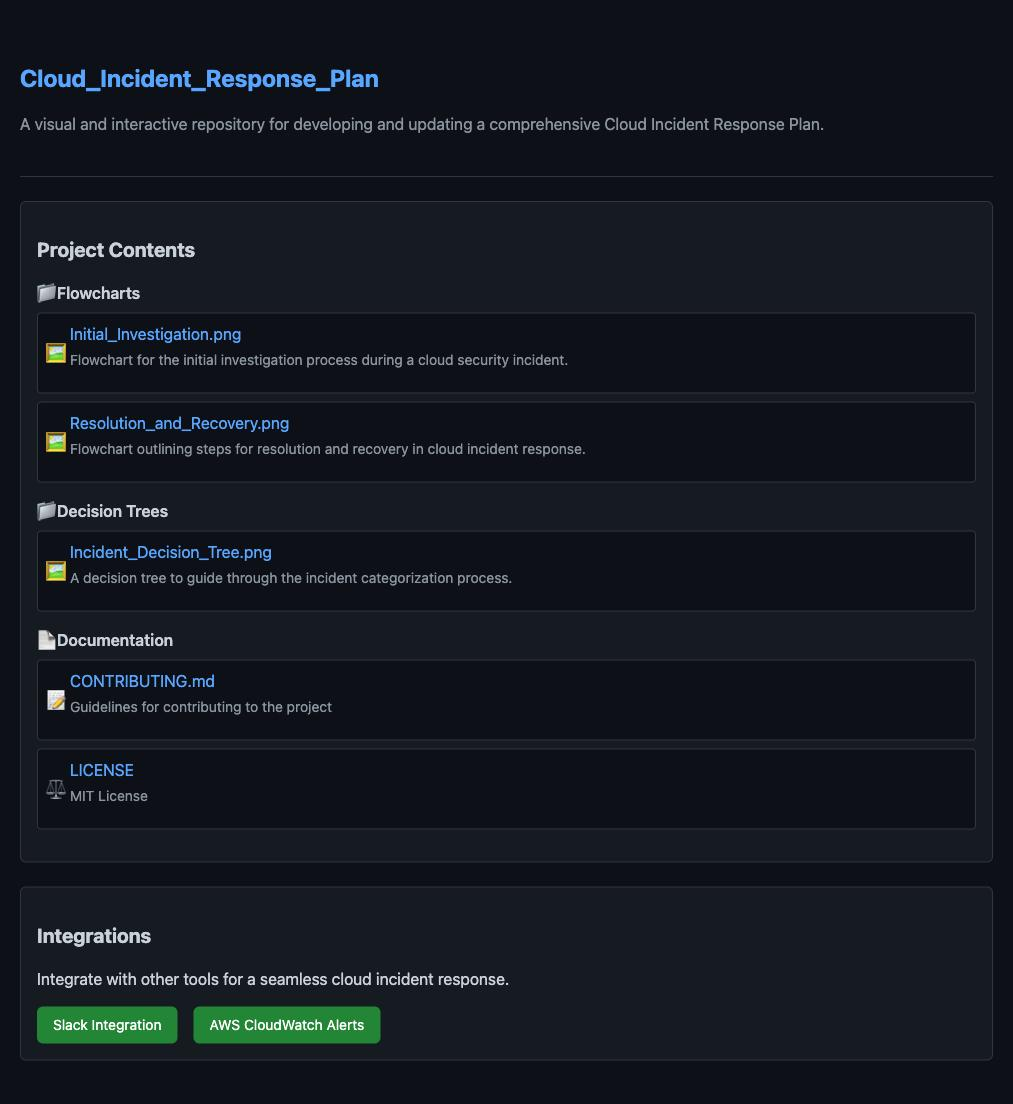 Cloud_Incident_Response_Plan
A visual and interactive repository for developing and updating a comprehensive Cloud Incident Response Plan.
Project Contents
Flowcharts
Initial_Investigation.png
Flowchart for the initial investigation process during a cloud security incident.
Resolution_and_Recovery.png
Flowchart outlining steps for resolution and recovery in cloud incident response.
Decision Trees
Incident_Decision_Tree.png
A decision tree to guide through the incident categorization process.
Documentation
CONTRIBUTING.md
Guidelines for contributing to the project
LICENSE
MIT License
Integrations
Integrate with other tools for a seamless cloud incident response.
Slack Integration
AWS CloudWatch Alerts